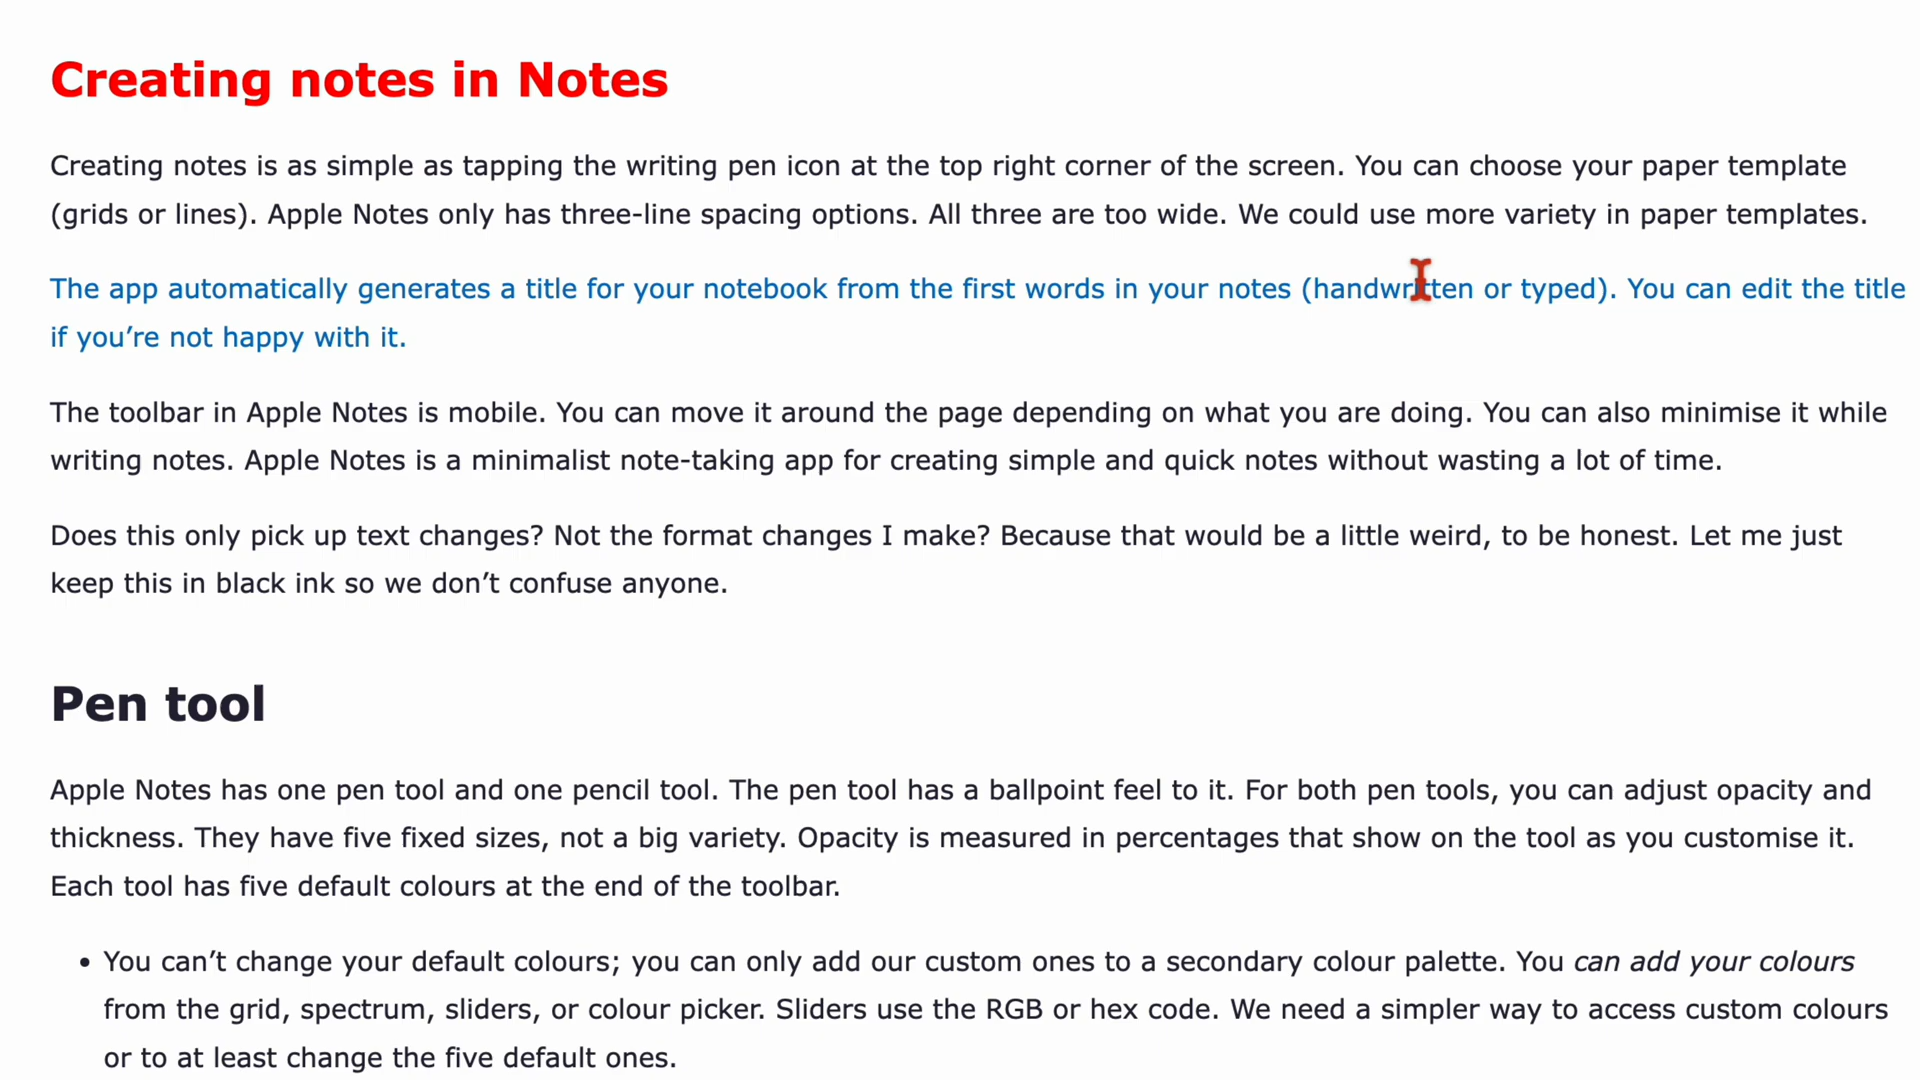 Creating notes in Notes
Creating notes is as simple as tapping the writing pen icon at the top right corner of the screen. You can choose your paper template
(grids or lines). Apple Notes only has three-line spacing options. All three are too wide. We could use more variety in paper templates.
The app automatically generates a title for your notebook from the first words in your notes (handwritten or typed). You can edit the title
if you’re not happy with it.
The toolbar in Apple Notes is mobile. You can move it around the page depending on what you are doing. You can also minimise it while
writing notes. Apple Notes is a minimalist note-taking app for creating simple and quick notes without wasting a lot of time.
Does this only pick up text changes? Not the format changes I make? Because that would be a little weird, to be honest. Let me just
keep this in black ink so we don’t confuse anyone.
Pen tool
Apple Notes has one pen tool and one pencil tool. The pen tool has a ballpoint feel to it. For both pen tools, you can adjust opacity and
thickness. They have five fixed sizes, not a big variety. Opacity is measured in percentages that show on the tool as you customise it.
Each tool has five default colours at the end of the toolbar.
• You can’t change your default colours; you can only add our custom ones to a secondary colour palette. You can add your colours
from the grid, spectrum, sliders, or colour picker. Sliders use the RGB or hex code. We need a simpler way to access custom colours
or to at least change the five default ones.